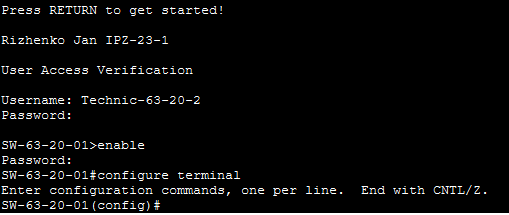 Press RETURN to get started!
Rizhenko Jan IPZ-23-1
User Access Verification
Username: Technic-63-20-2
Password:
SW-63-20-01>enable
Password:
SW-63-20-01#configure terminal
Enter configuration commands, one per line.  End with CNTL/Z.
SW-63-20-01(config)#